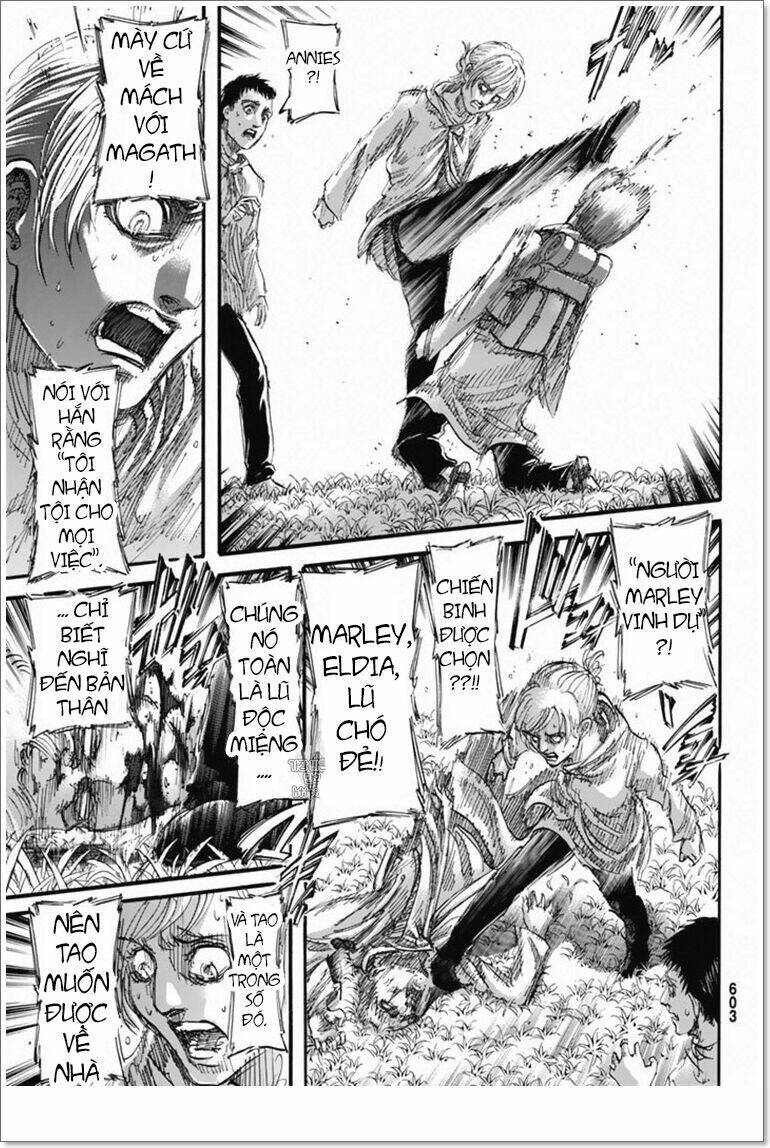 ANNIES
?!
MÀY CỨ
VỀ
MÁCH
VỚI
MAGATH
!
NÓI VỚI
HẮN
RẰNG
"TÔI
NHẬN
TỘI CHO
MỌI
VIỆC".
"NGƯỜI
MARLEY
VINH DỰ"
?!
CHIẾN
BINH
ĐƯỢC
CHỌN
??!!
MARLEY,
ELDIA,
LŨ
CHÓ
ĐẺ!!
CHÚNG
NÓ
TOÀN
LÀ LŨ
ĐỘC
MIỆNG
....
... CHỈ
BIẾT
NGHĨ
ĐẾN BẢN
THÂN
VÀ TAO
LÀ MỘT
TRONG
SỐ
ĐÓ.
NÊN
TAO
MUỐN
ĐƯỢC
VỀ
NHÀ
603